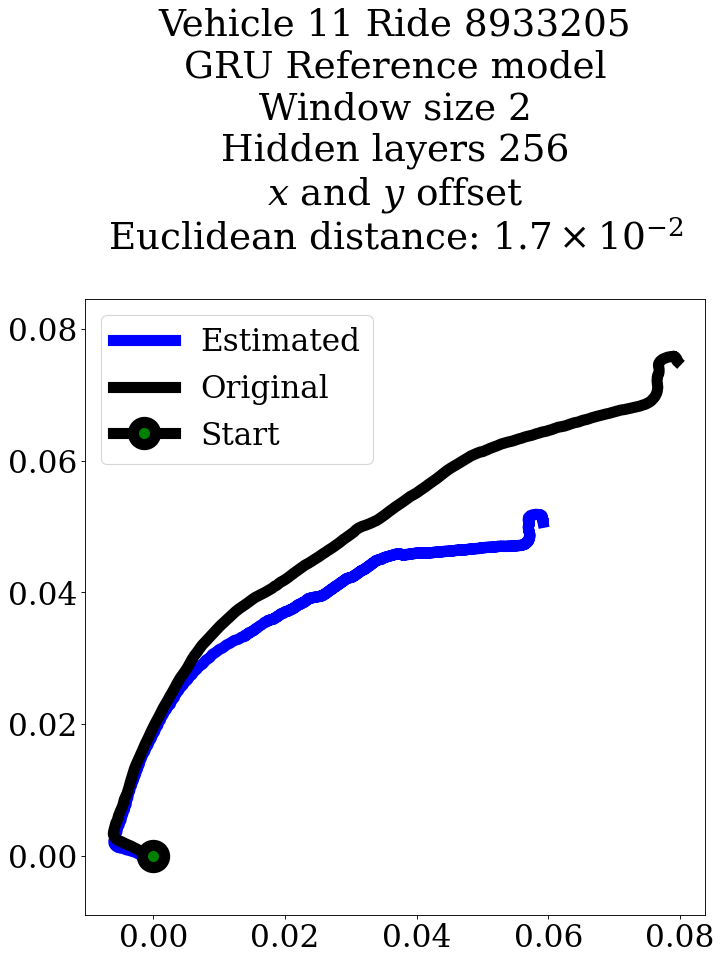 Vehicle 11 Ride 8933205
GRU Reference model
Window size 2
Hidden layers 256
x and y offset
Euclidean distance: 1.7 × 10⁻²
Estimated
Original
Start
0.08
0.06
0.04
0.02
0.00
0.00 0.02 0.04 0.06 0.08